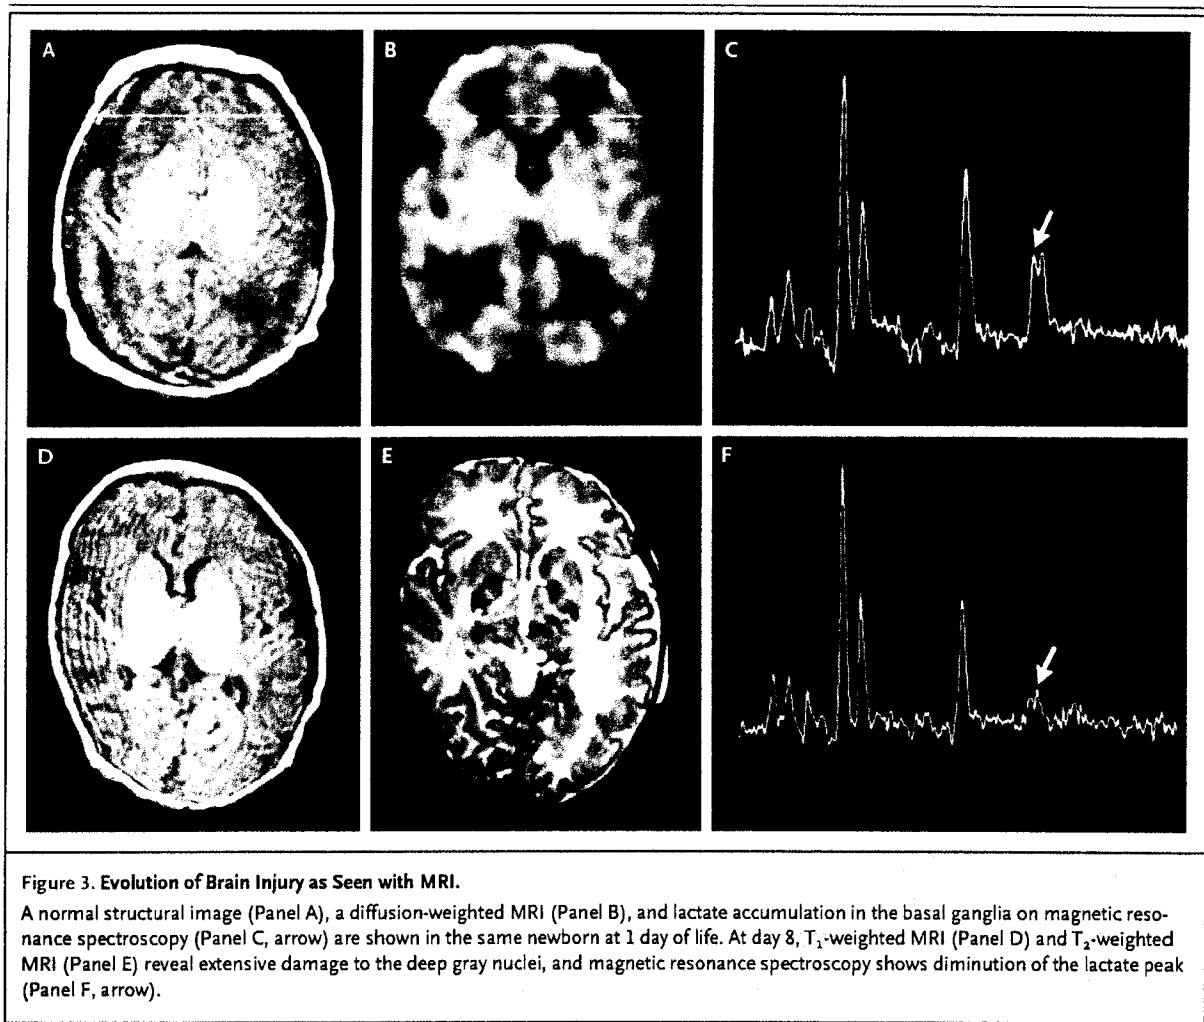 A
B
C
D
E
F
Figure 3. Evolution of Brain Injury as Seen with MRI.
A normal structural image (Panel A), a diffusion-weighted MRI (Panel B), and lactate accumulation in the basal ganglia on magnetic reso-
nance spectroscopy (Panel C, arrow) are shown in the same newborn at 1 day of life. At day 8, T₁-weighted MRI (Panel D) and T₂-weighted
MRI (Panel E) reveal extensive damage to the deep gray nuclei, and magnetic resonance spectroscopy shows diminution of the lactate peak
(Panel F, arrow).